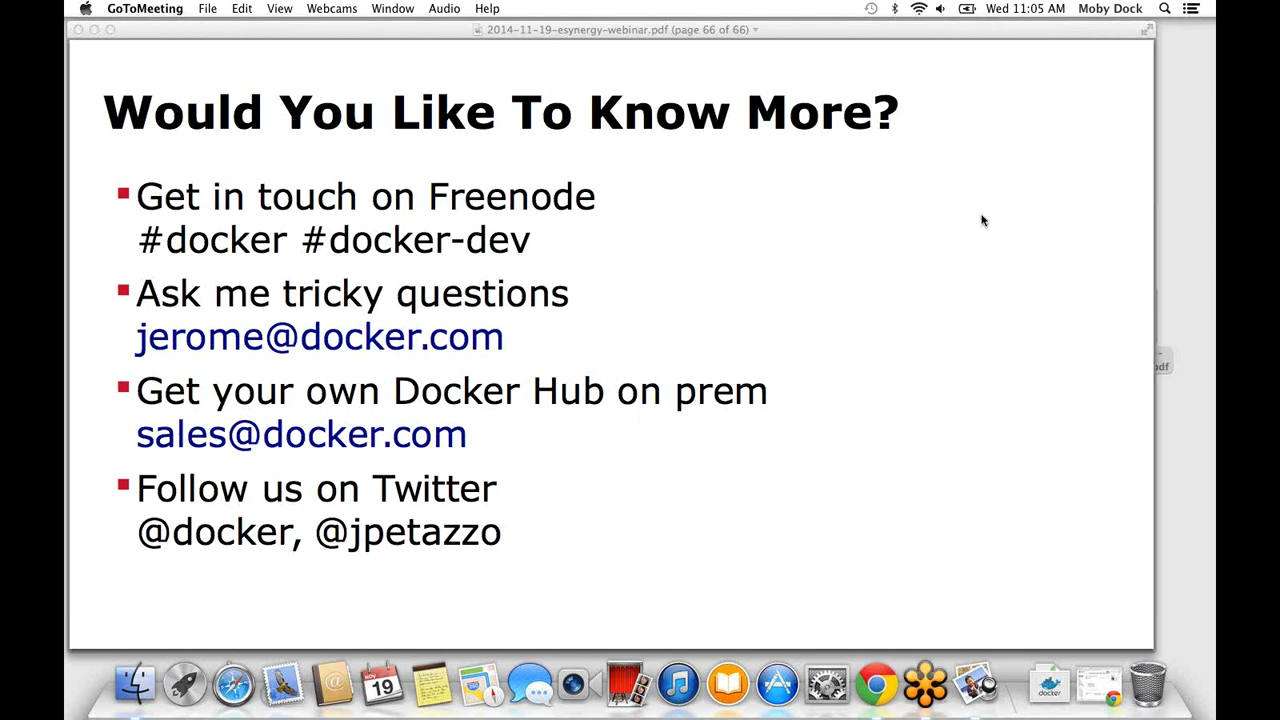 GoToMeeting File Edit View Webcams Window Audio Help Wed 11:05 AM Moby Dock
2014-11-19-esynergy-webinar.pdf (page 66 of 66)
Would You Like To Know More?
Get in touch on Freenode
#docker #docker-dev
Ask me tricky questions
jerome@docker.com
Get your own Docker Hub on prem
sales@docker.com
Follow us on Twitter
@docker, @jpetazzo
NOV
19
docker